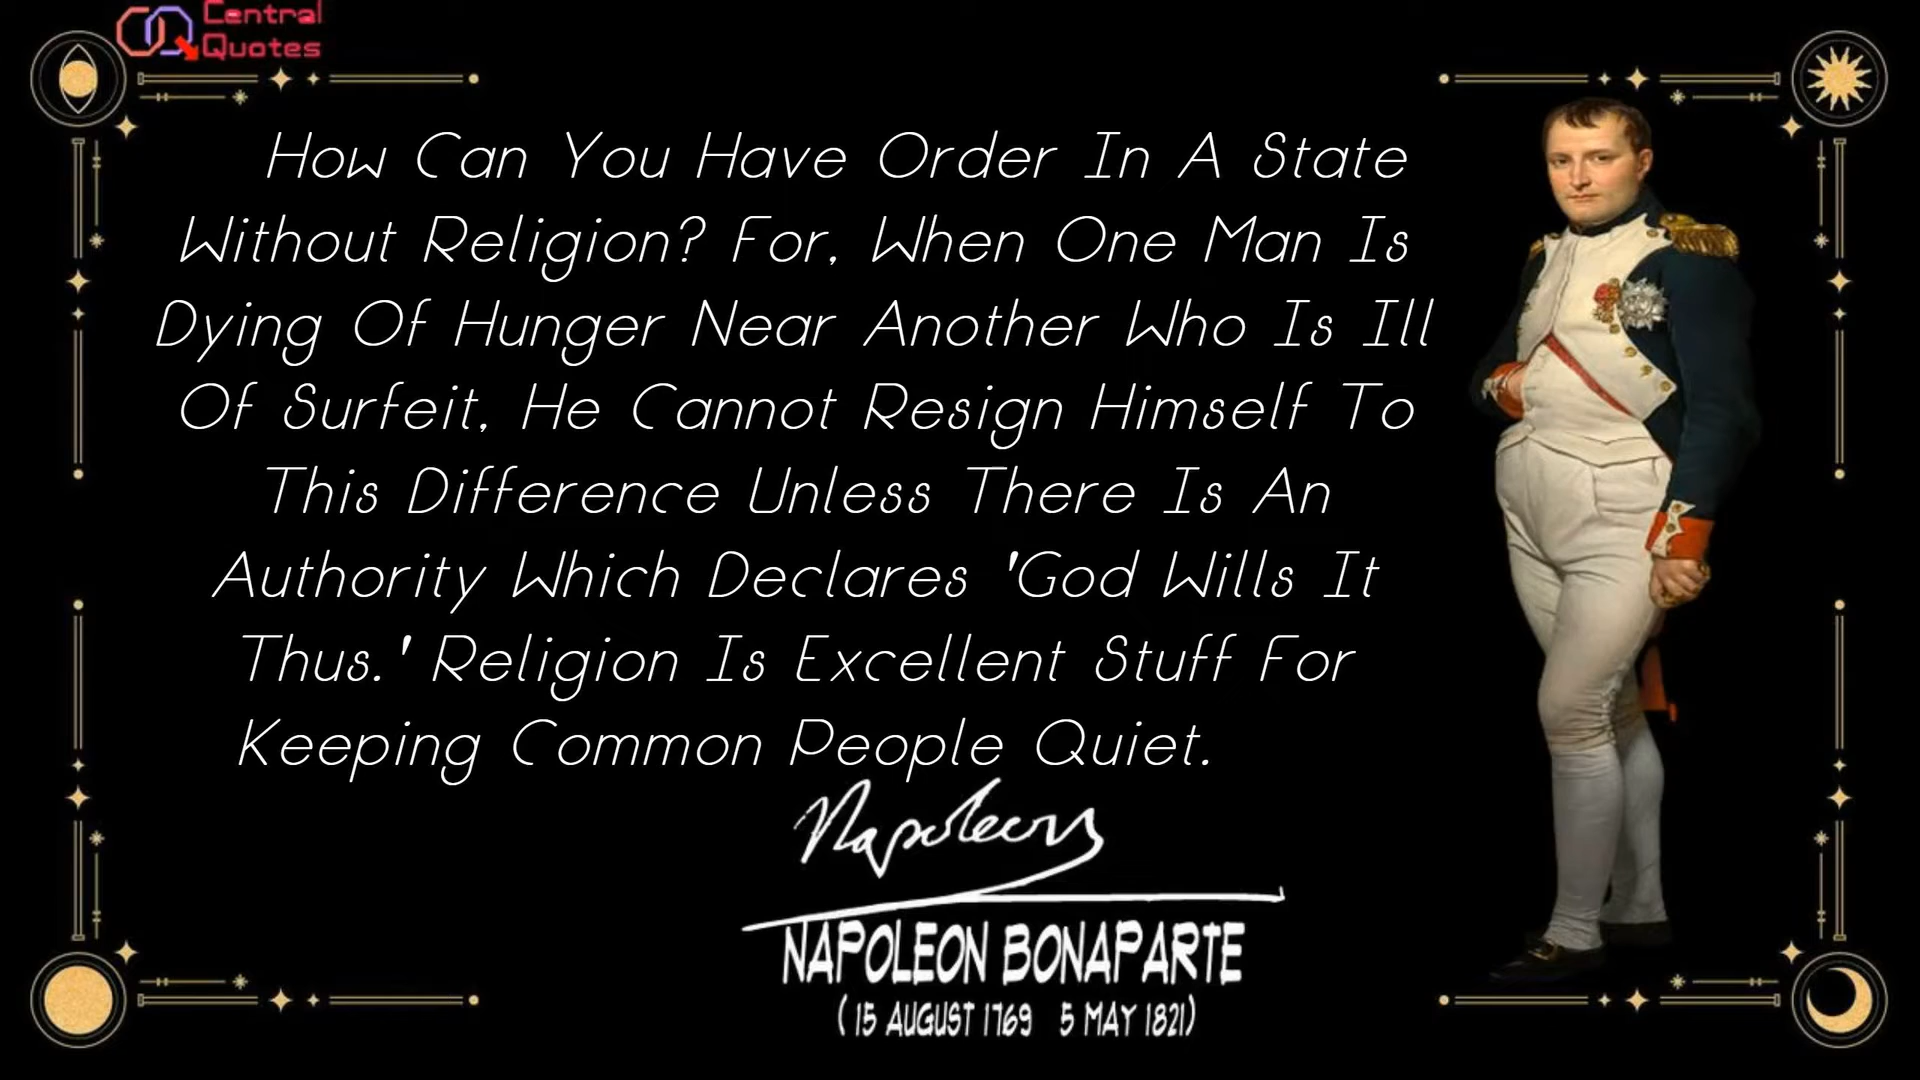 Central
Quotes
How Can You Have Order In A State
Without Religion? For, When One Man Is
Dying Of Hunger Near Another Who Is Ill
Of Surfeit, He Cannot Resign Himself To
This Difference Unless There Is An
Authority Which Declares 'God Wills It
Thus.' Religion Is Excellent Stuff For
Keeping Common People Quiet.
Napoleon
NAPOLEON BONAPARTE
(15 AUGUST 1769 5 MAY 1821)